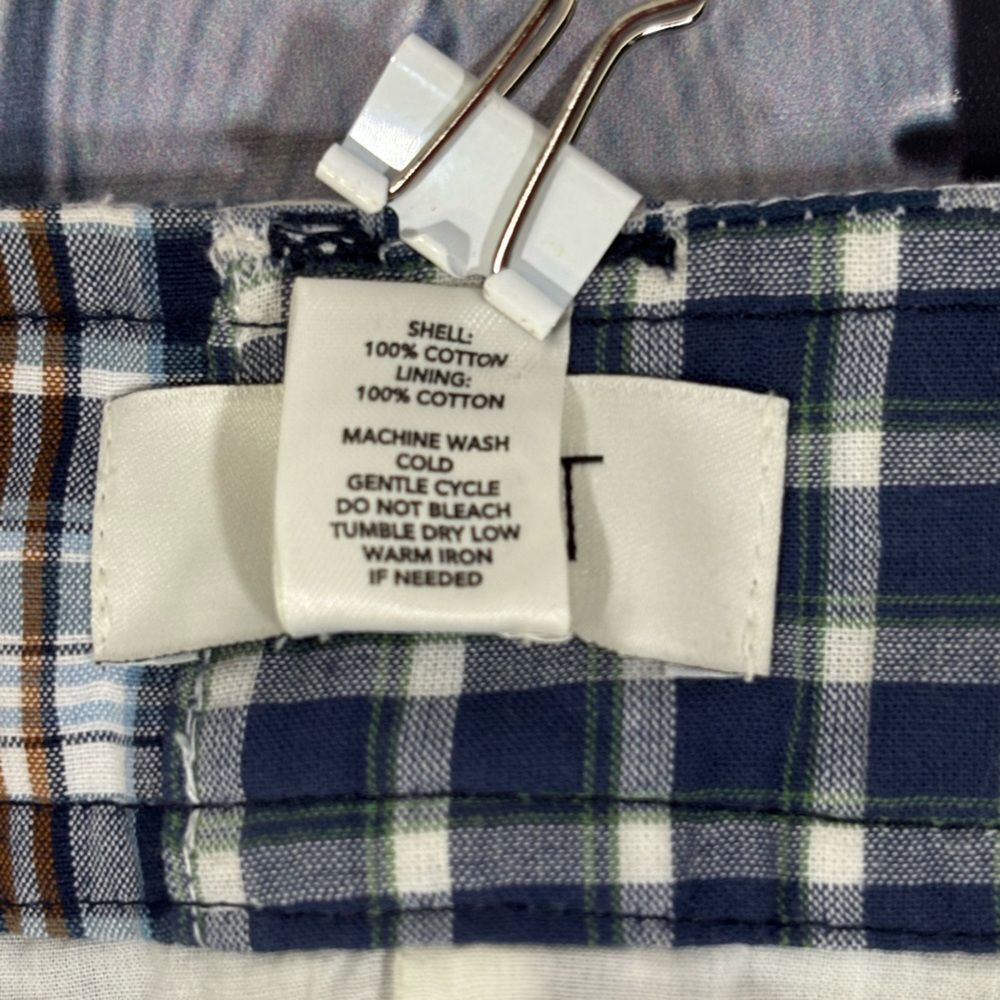 SHELL:
100% COTTON
LINING:
100% COTTON
MACHINE WASH
COLD
GENTLE CYCLE
DO NOT BLEACH
TUMBLE DRY LOW
WARM IRON
IF NEEDED
T